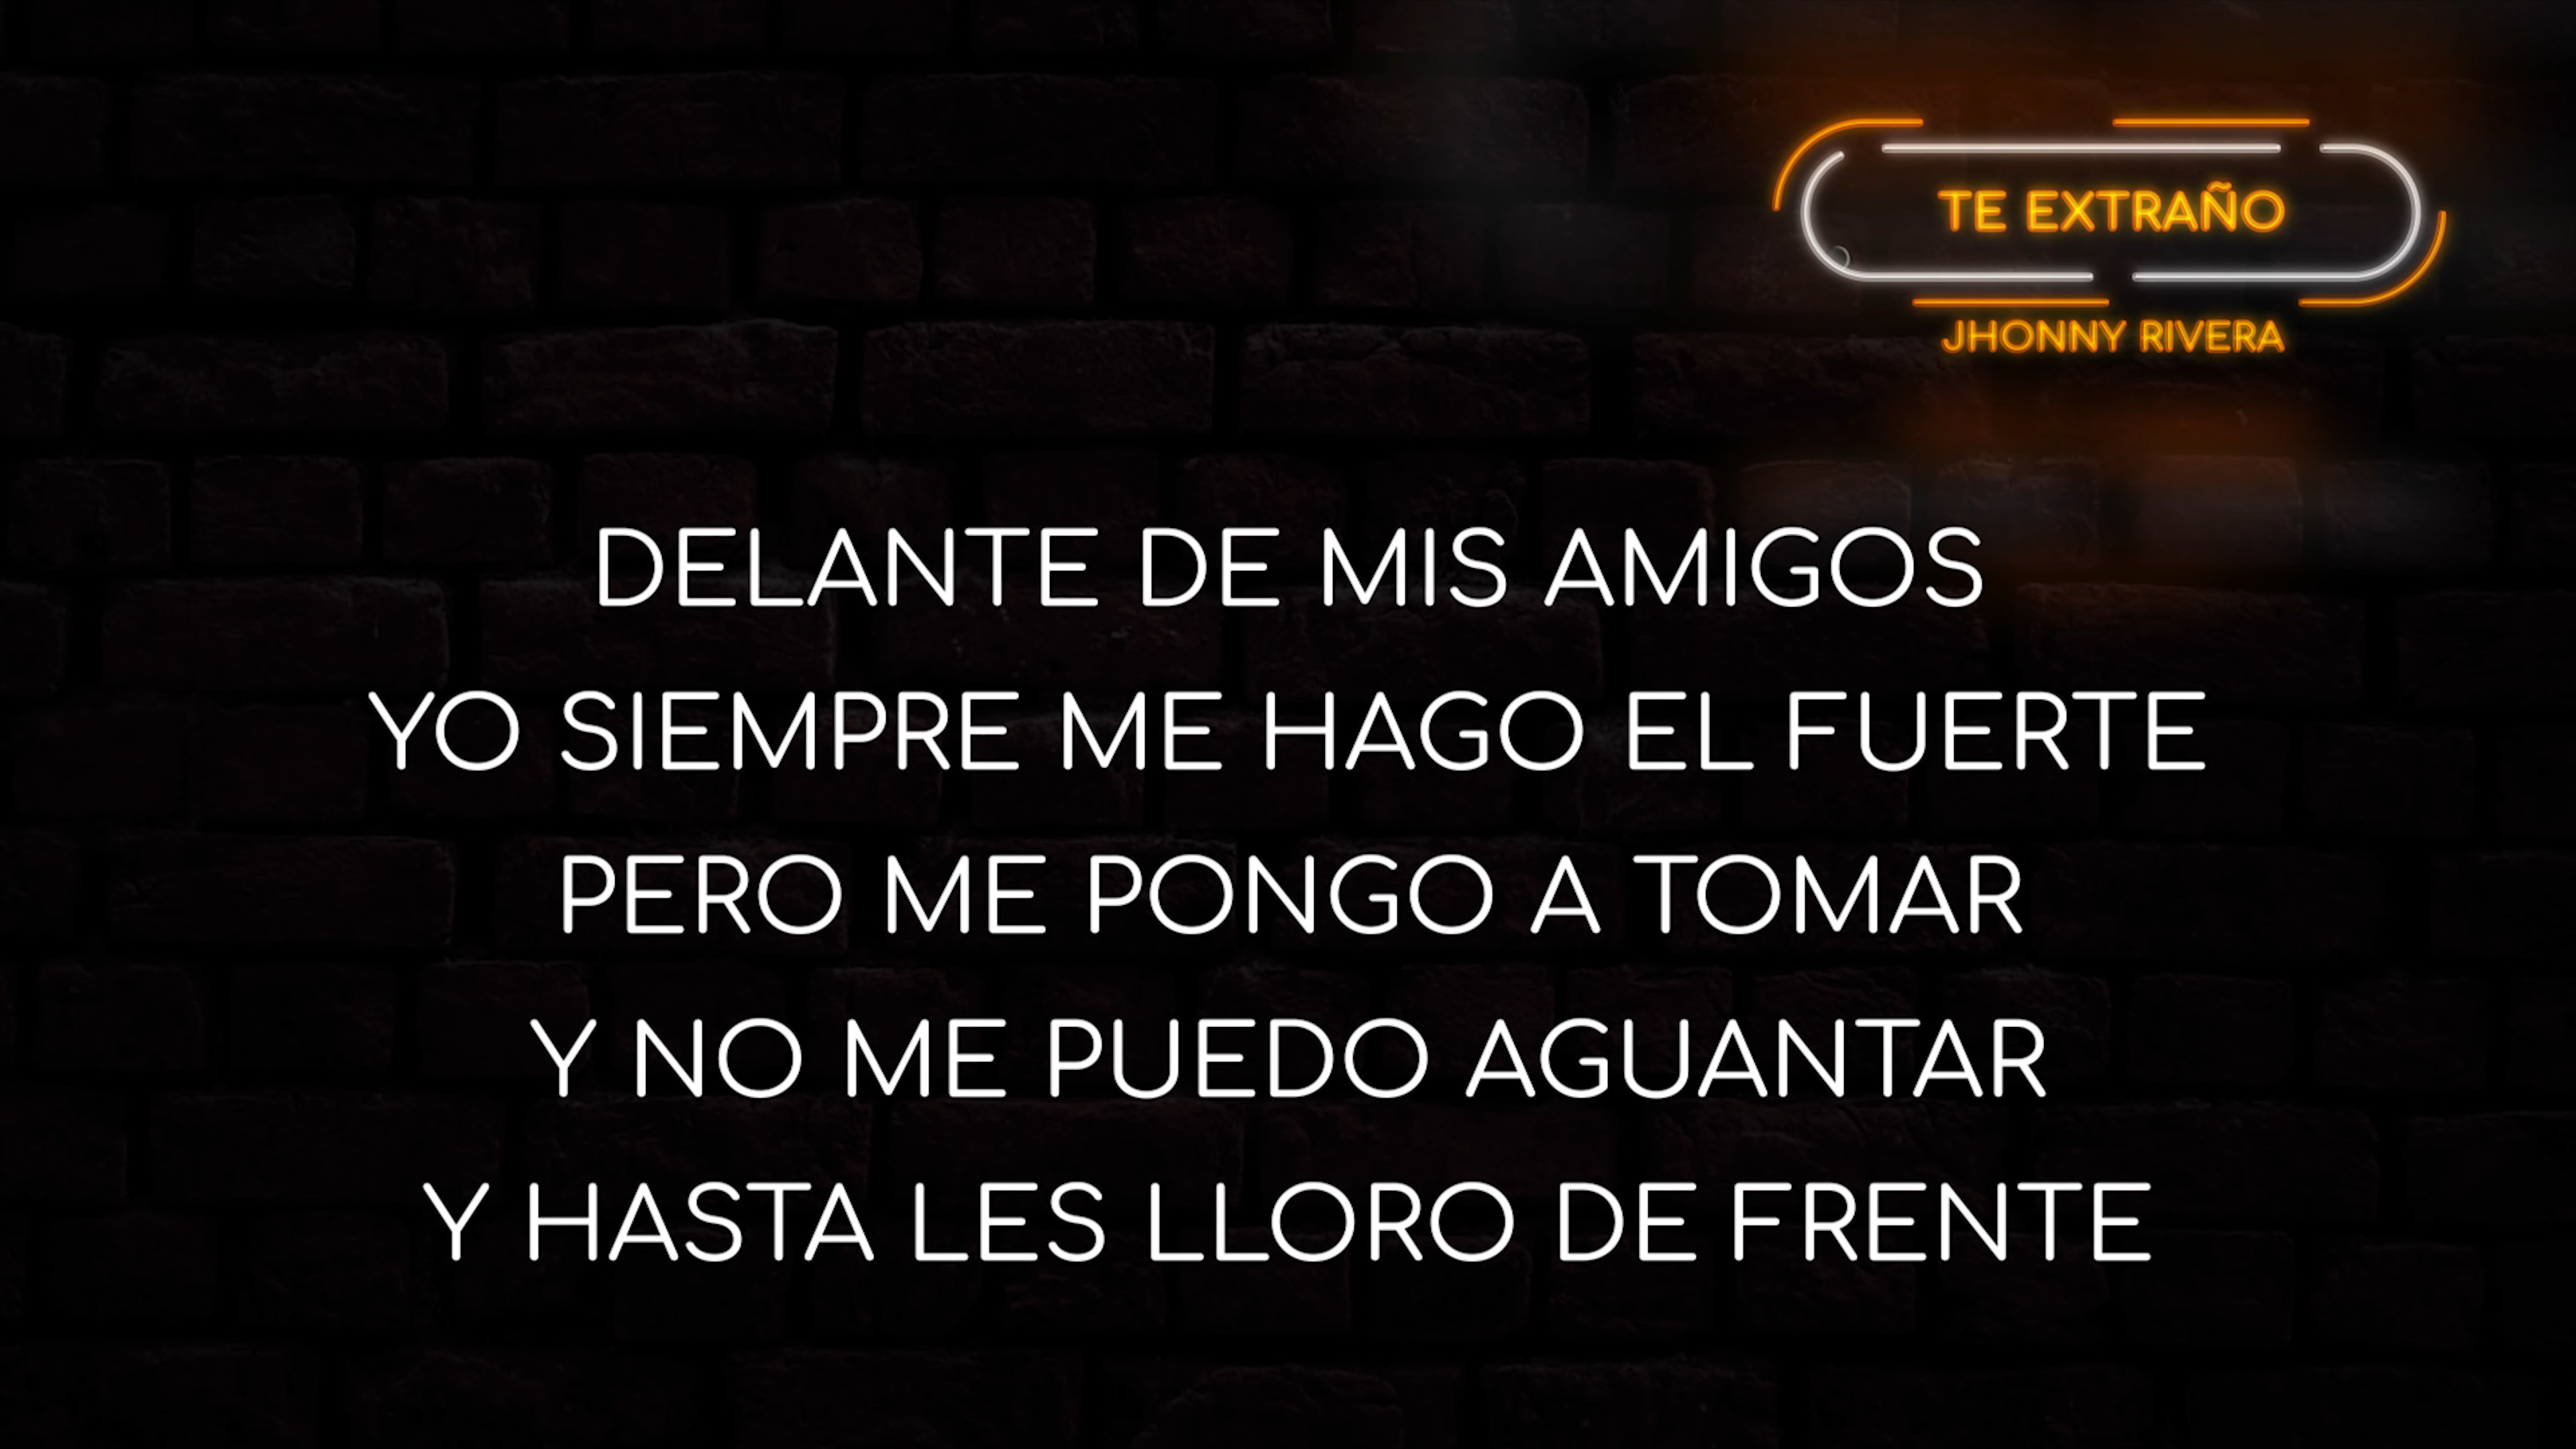 TE EXTRAÑO
JHONNY RIVERA
DELANTE DE MIS AMIGOS
YO SIEMPRE ME HAGO EL FUERTE
PERO ME PONGO A TOMAR
Y NO ME PUEDO AGUANTAR
Y HASTA LES LLORO DE FRENTE